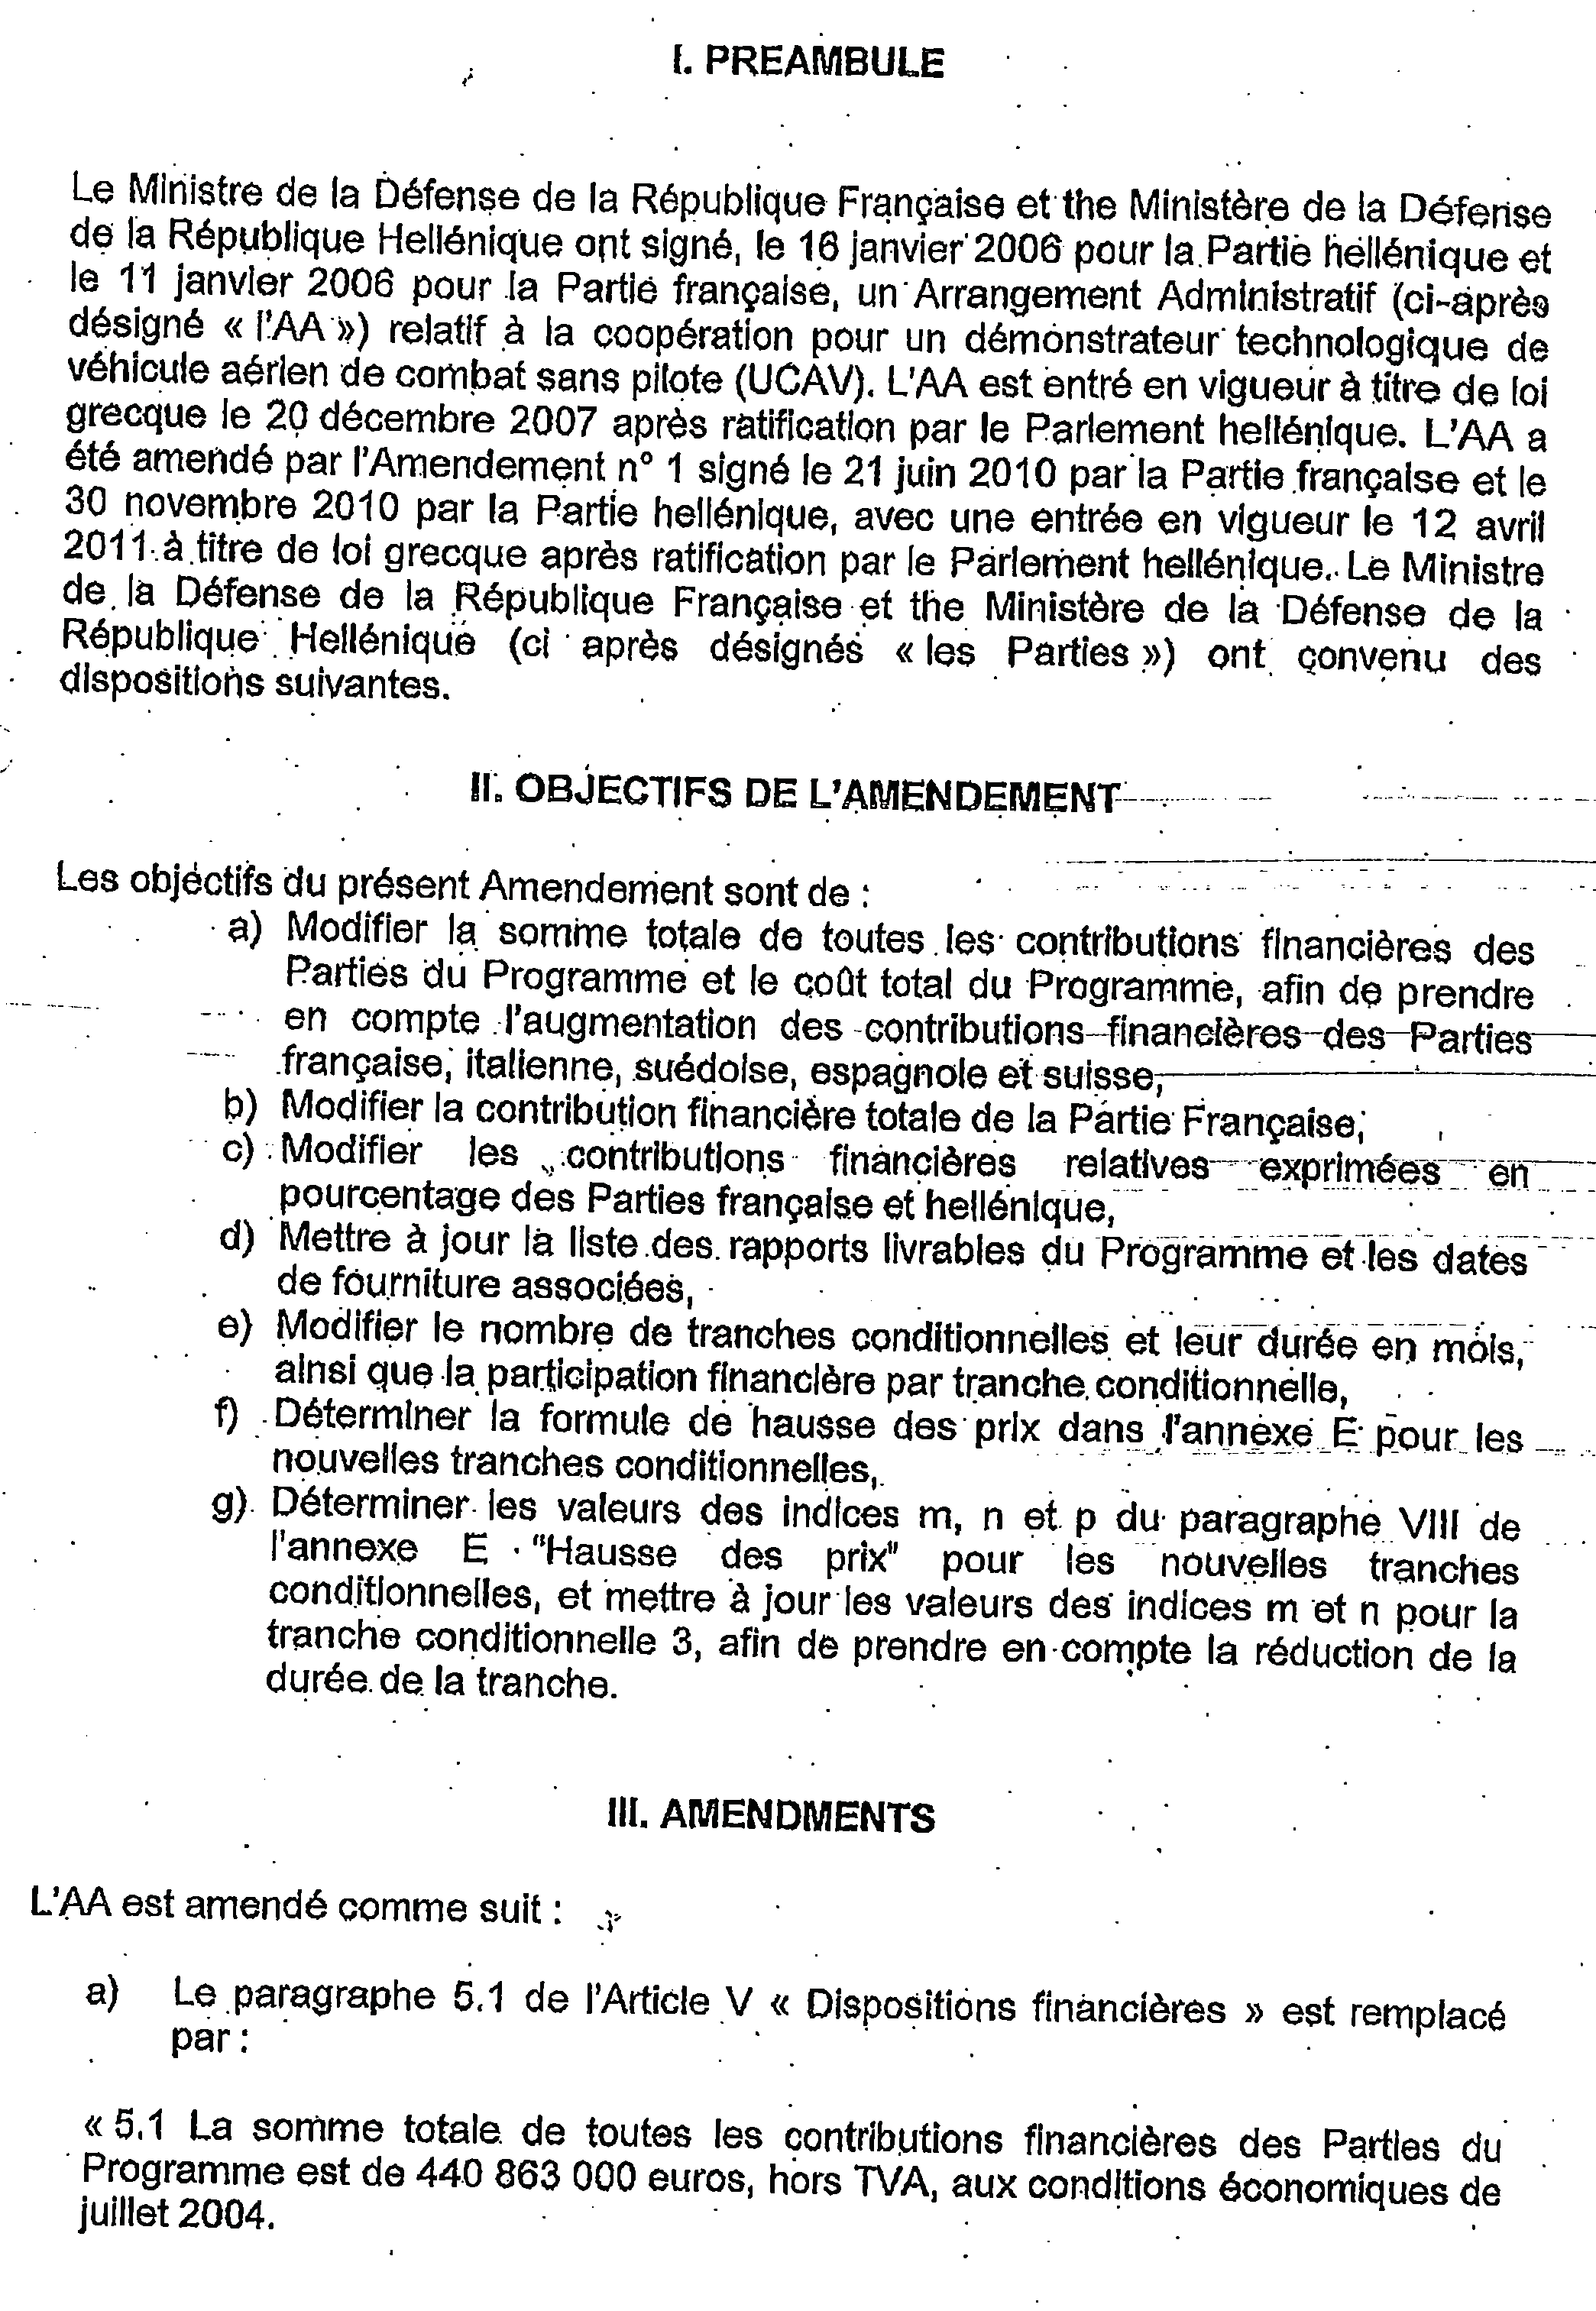 I. PREAMBULE
Le Ministre de la Défense de la République Française et the Ministère de la Défense
de la République Hellénique ont signé, le 16 janvier 2006 pour la Partie hellénique et
le 11 janvier 2006 pour la Partie française, un Arrangement Administratif (ci-après
désigné « l'AA ») relatif à la coopération pour un démonstrateur technologique de
véhicule aérien de combat sans pilote (UCAV). L'AA est entré en vigueur à titre de loi
grecque le 20 décembre 2007 après ratification par le Parlement hellénique. L'AA a
été amendé par l'Amendement n° 1 signé le 21 juin 2010 par la Partie française et le
30 novembre 2010 par la Partie hellénique, avec une entrée en vigueur le 12 avril
2011 à titre de loi grecque après ratification par le Parlement hellénique. Le Ministre
de la Défense de la République Française et the Ministère de la Défense de la
République Hellénique (ci après désignés « les Parties ») ont convenu des
dispositions suivantes.
II. OBJECTIFS DE L'AMENDEMENT
Les objectifs du présent Amendement sont de :
a) Modifier la somme totale de toutes les contributions financières des
Parties du Programme et le coût total du Programme, afin de prendre
en compte l'augmentation des contributions financières des Parties
française, italienne, suédoise, espagnole et suisse,
b) Modifier la contribution financière totale de la Partie Française,
c) Modifier les contributions financières relatives exprimées en
pourcentage des Parties française et hellénique,
d) Mettre à jour la liste des rapports livrables du Programme et les dates
de fourniture associées,
e) Modifier le nombre de tranches conditionnelles et leur durée en mois,
ainsi que la participation financière par tranche conditionnelle,
f) Déterminer la formule de hausse des prix dans l'annexe E pour les
nouvelles tranches conditionnelles,
g) Déterminer les valeurs des indices m, n et p du paragraphe VIII de
l'annexe E "Hausse des prix" pour les nouvelles tranches
conditionnelles, et mettre à jour les valeurs des indices m et n pour la
tranche conditionnelle 3, afin de prendre en compte la réduction de la
durée de la tranche.
III. AMENDMENTS
L'AA est amendé comme suit :
a) Le paragraphe 5.1 de l'Article V « Dispositions financières » est remplacé
par :
« 5.1 La somme totale de toutes les contributions financières des Parties du
Programme est de 440 863 000 euros, hors TVA, aux conditions économiques de
juillet 2004.